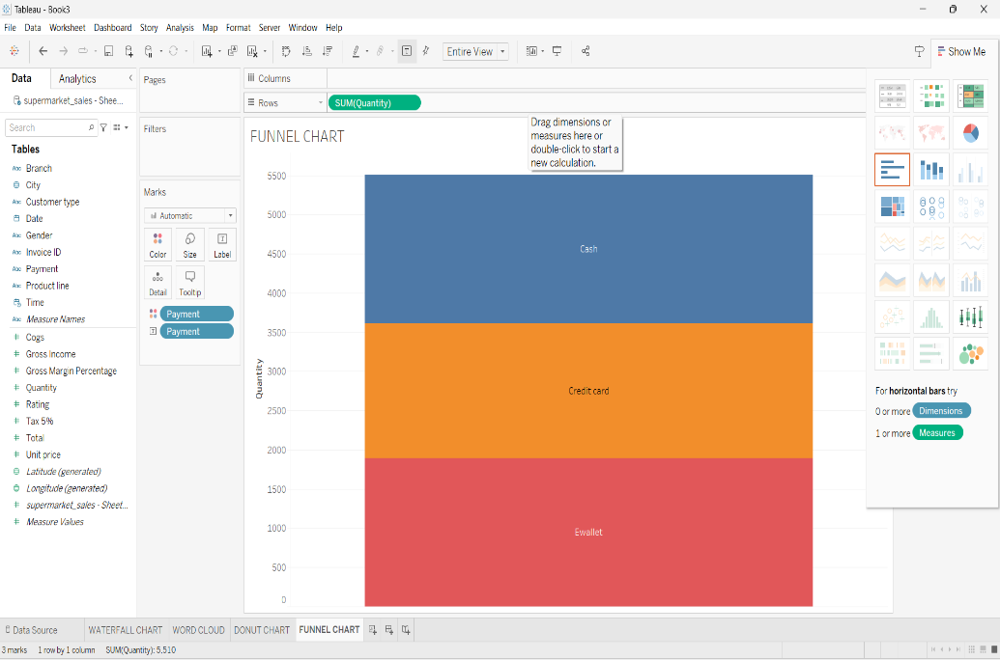 Tableau - Book3
File Data Worksheet Dashboard Story Analysis Map Format Server Window Help
Entire View
Show Me
Data Analytics
supermarket_sales - Shee...
Search
Tables
Abc Branch
City
Abc Customer type
Date
Abc Gender
Abc Invoice ID
Abc Payment
Abc Product line
Time
Abc Measure Names
# Cogs
# Gross Income
# Gross Margin Percentage
# Quantity
# Rating
# Tax 5%
# Total
# Unit price
Latitude (generated)
Longitude (generated)
# supermarket_sales - Sheet...
# Measure Values
Pages
Filters
Marks
Automatic
Color Size Label
Detail Tooltip
Payment
Payment
Columns
Rows SUM(Quantity)
FUNNEL CHART
Drag dimensions or
measures here or
double-click to start a
new calculation.
Quantity
5500
5000
4500
4000
3500
3000
2500
2000
1500
1000
500
0
Cash
Credit card
Ewallet
For horizontal bars try
0 or more Dimensions
1 or more Measures
Data Source WATERFALL CHART WORD CLOUD DONUT CHART FUNNEL CHART
3 marks 1 row by 1 column SUM(Quantity): 5,510